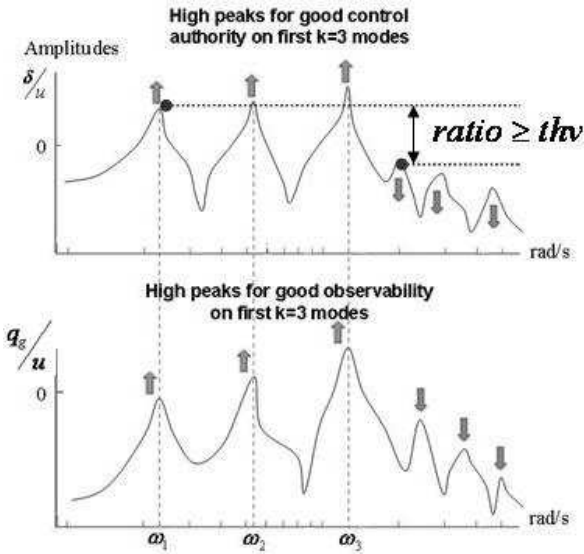 High peaks for good control
authority on first k=3 modes
Amplitudes
δ/u
ratio ≥ thv
0
rad/s
High peaks for good observability
on first k=3 modes
q_g/u
0
rad/s
ω₁ ω₂ ω₃